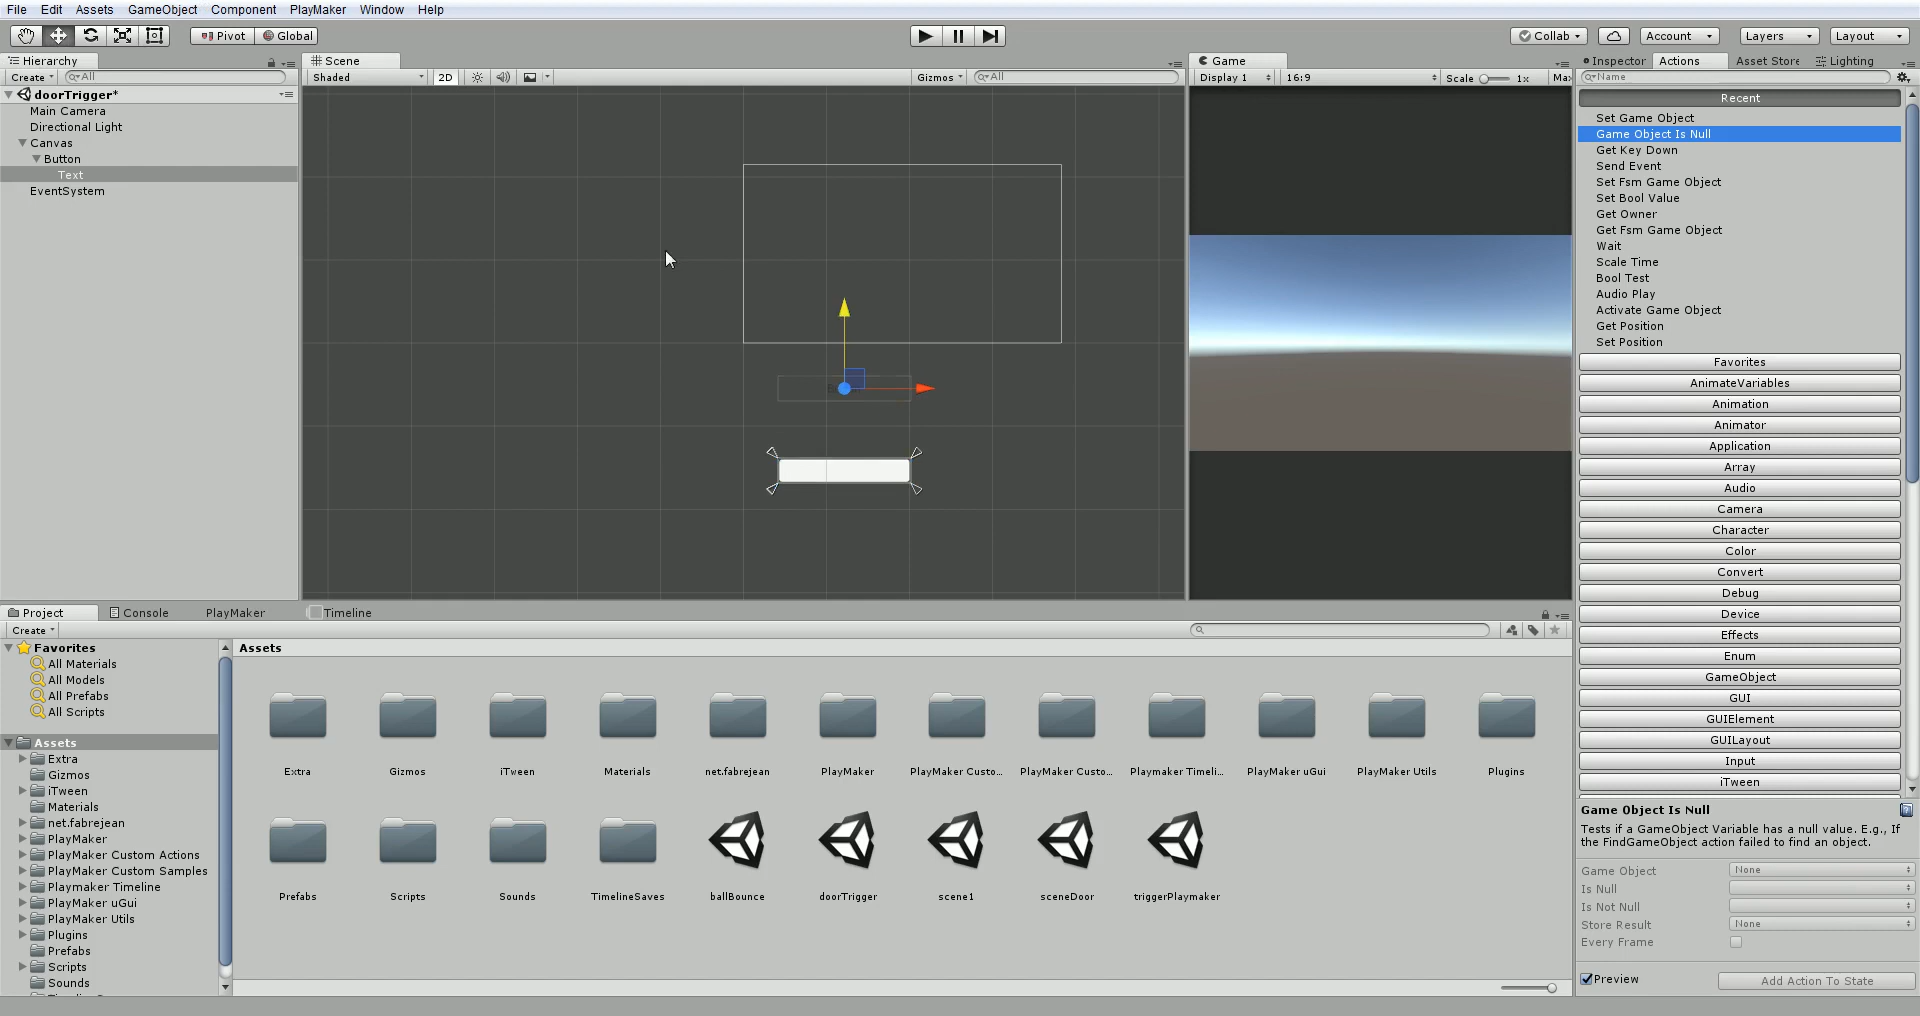 File Edit Assets GameObject Component PlayMaker Window Help
Pivot Global Collab Account Layers Layout
Hierarchy Scene Game Inspector Actions Asset Store Lighting
Create All Shaded 2D Gizmos All Display 1 16:9 Scale 1x Max Name
doorTrigger*
Main Camera
Directional Light
Canvas
Button
Text
EventSystem
Recent
Set Game Object
Game Object Is Null
Get Key Down
Send Event
Set Fsm Game Object
Set Bool Value
Get Owner
Get Fsm Game Object
Wait
Scale Time
Bool Test
Audio Play
Activate Game Object
Get Position
Set Position
Favorites
AnimateVariables
Animation
Animator
Application
Array
Audio
Camera
Character
Color
Convert
Debug
Device
Effects
Enum
GameObject
GUI
GUIElement
GUILayout
Input
iTween
Game Object Is Null
Tests if a GameObject Variable has a null value. E.g., If
the FindGameObject action failed to find an object.
Game Object None
Is Null
Is Not Null
Store Result None
Every Frame
Preview Add Action To State
Project Console PlayMaker Timeline
Create
Favorites
All Materials
All Models
All Prefabs
All Scripts
Assets
Extra
Gizmos
iTween
Materials
net.fabrejean
PlayMaker
PlayMaker Custom Actions
PlayMaker Custom Samples
Playmaker Timeline
PlayMaker uGui
PlayMaker Utils
Plugins
Prefabs
Scripts
Sounds
Assets
Extra Gizmos iTween Materials net.fabrejean PlayMaker PlayMaker Custo... PlayMaker Custo... Playmaker Timeli... PlayMaker uGui PlayMaker Utils Plugins
Prefabs Scripts Sounds TimelineSaves ballBounce doorTrigger scene1 sceneDoor triggerPlaymaker